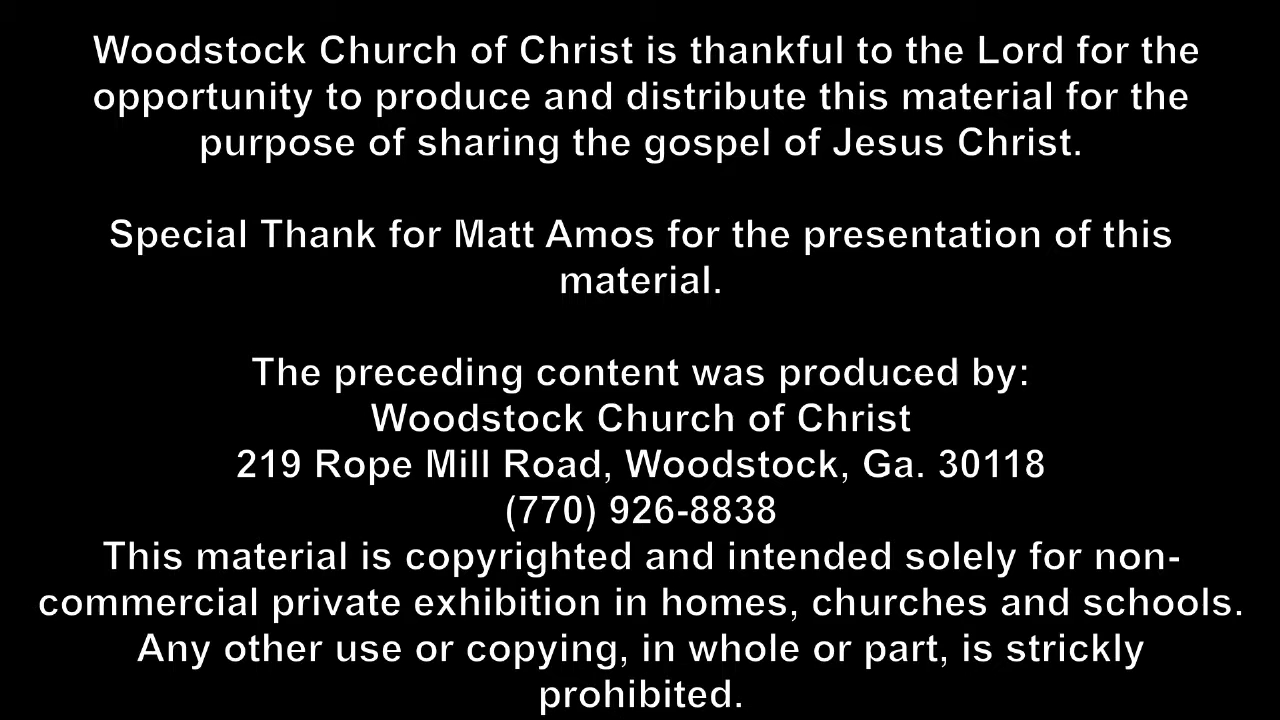 Woodstock Church of Christ is thankful to the Lord for the
opportunity to produce and distribute this material for the
purpose of sharing the gospel of Jesus Christ.
Special Thank for Matt Amos for the presentation of this
material.
The preceding content was produced by:
Woodstock Church of Christ
219 Rope Mill Road, Woodstock, Ga. 30118
(770) 926-8838
This material is copyrighted and intended solely for non-
commercial private exhibition in homes, churches and schools.
Any other use or copying, in whole or part, is strickly
prohibited.